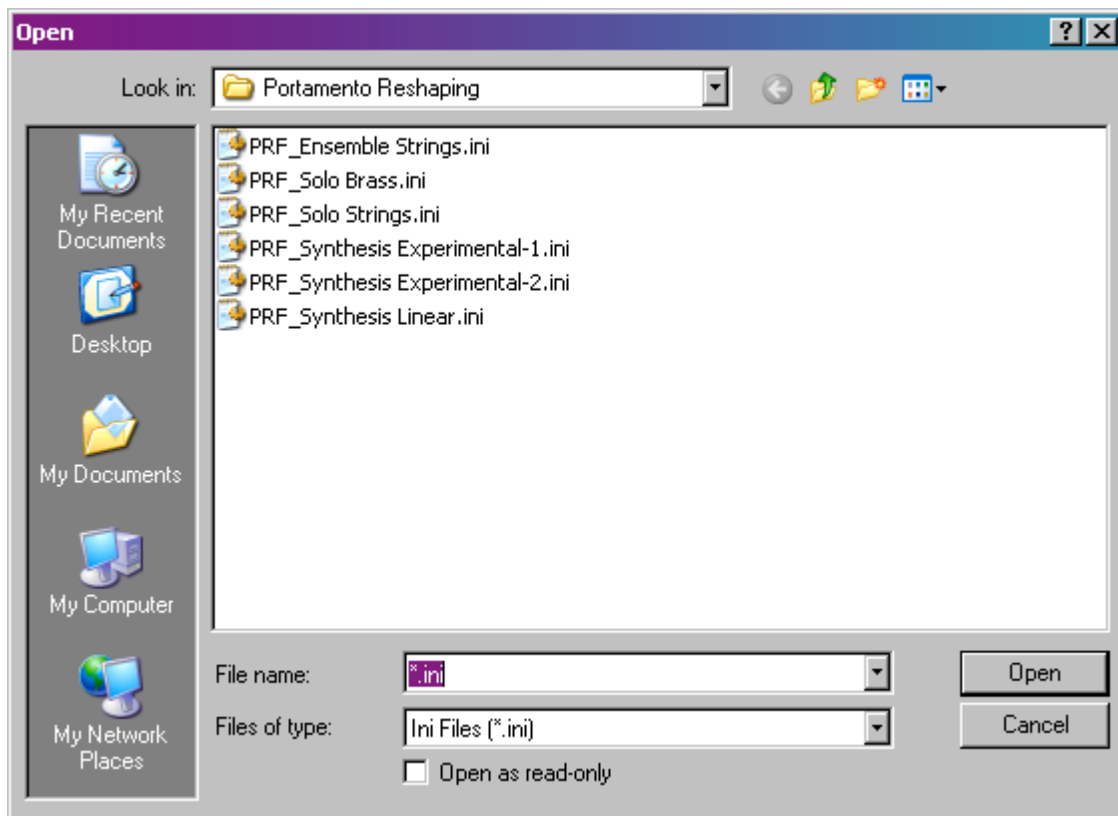 Open
Look in: Portamento Reshaping
My Recent
Documents
Desktop
My Documents
My Computer
My Network
Places
PRF_Ensemble Strings.ini
PRF_Solo Brass.ini
PRF_Solo Strings.ini
PRF_Synthesis Experimental-1.ini
PRF_Synthesis Experimental-2.ini
PRF_Synthesis Linear.ini
File name: *.ini Open
Files of type: Ini Files (*.ini) Cancel
Open as read-only